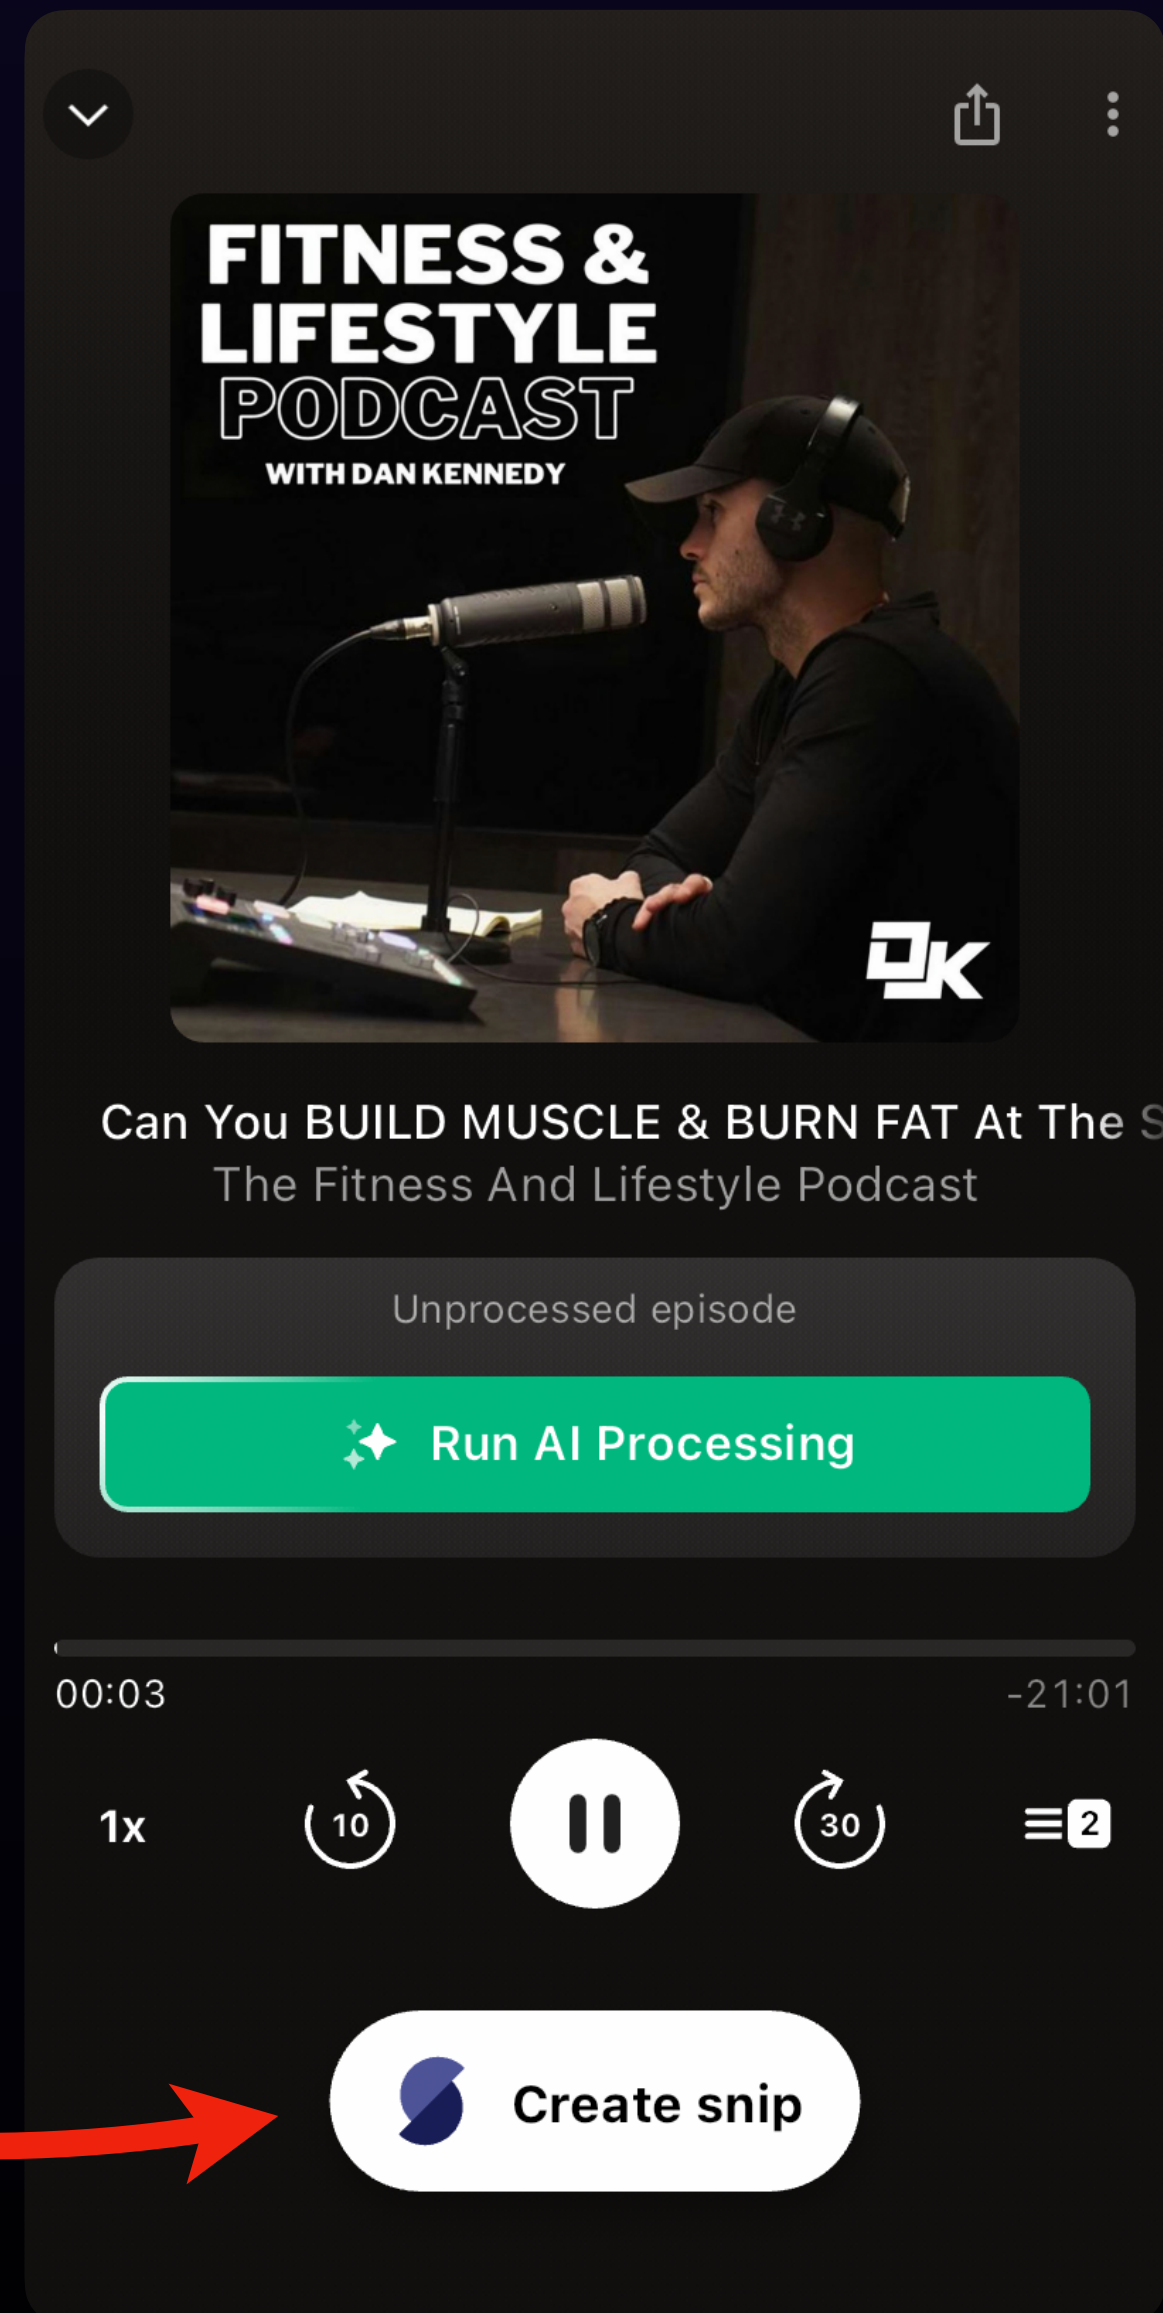 FITNESS &
LIFESTYLE
PODCAST
WITH DAN KENNEDY
DK
Can You BUILD MUSCLE & BURN FAT At The S
The Fitness And Lifestyle Podcast
Unprocessed episode
Run AI Processing
00:03 -21:01
1x 10 30 2
Create snip